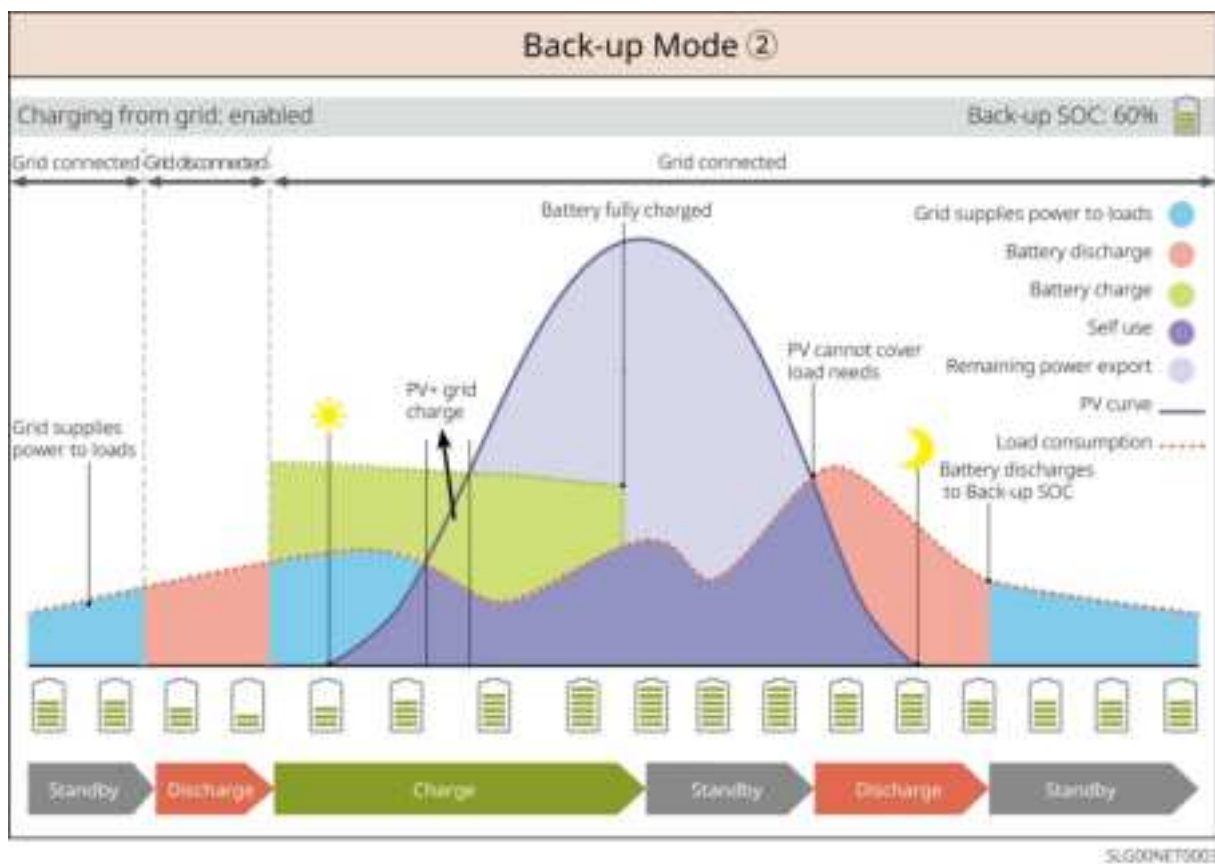 Back-up Mode ②
Charging from grid: enabled
Back-up SOC: 60%
Grid connected
Grid disconnected
Grid connected
Battery fully charged
Grid supplies power to loads
Battery discharge
Battery charge
Self use
Remaining power export
PV curve
Load consumption
PV cannot cover
load needs
PV+ grid
charge
Grid supplies
power to loads
Battery discharges
to Back-up SOC
Standby
Discharge
Charge
Standby
Discharge
Standby
SLG00NET0003